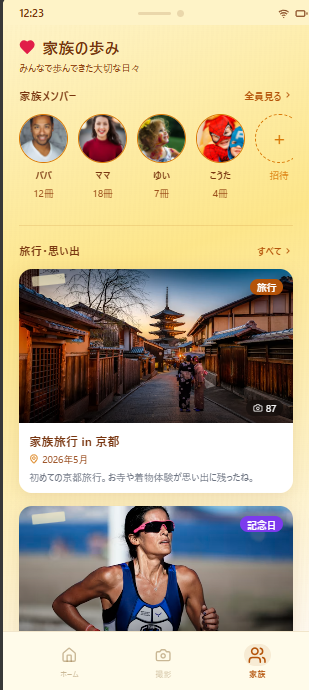 12:23
家族の歩み
みんなで歩んできた大切な日々
家族メンバー
全員見る
パパ
ママ
ゆい
こうた
招待
12冊
18冊
7冊
4冊
旅行・思い出
すべて
旅行
87
家族旅行 in 京都
2026年5月
初めての京都旅行。お寺や着物体験が思い出に残ったね。
記念日
ホーム
撮影
家族